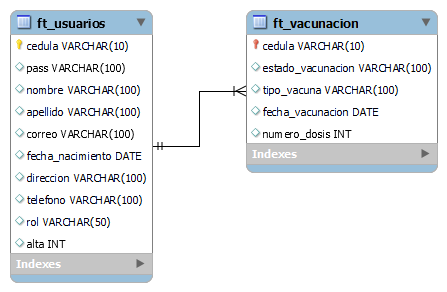 ft_usuarios
cedula VARCHAR(10)
pass VARCHAR(100)
nombre VARCHAR(100)
apellido VARCHAR(100)
correo VARCHAR(100)
fecha_nacimiento DATE
direccion VARCHAR(100)
telefono VARCHAR(100)
rol VARCHAR(50)
alta INT
Indexes
ft_vacunacion
cedula VARCHAR(10)
estado_vacunacion VARCHAR(100)
tipo_vacuna VARCHAR(100)
fecha_vacunacion DATE
numero_dosis INT
Indexes